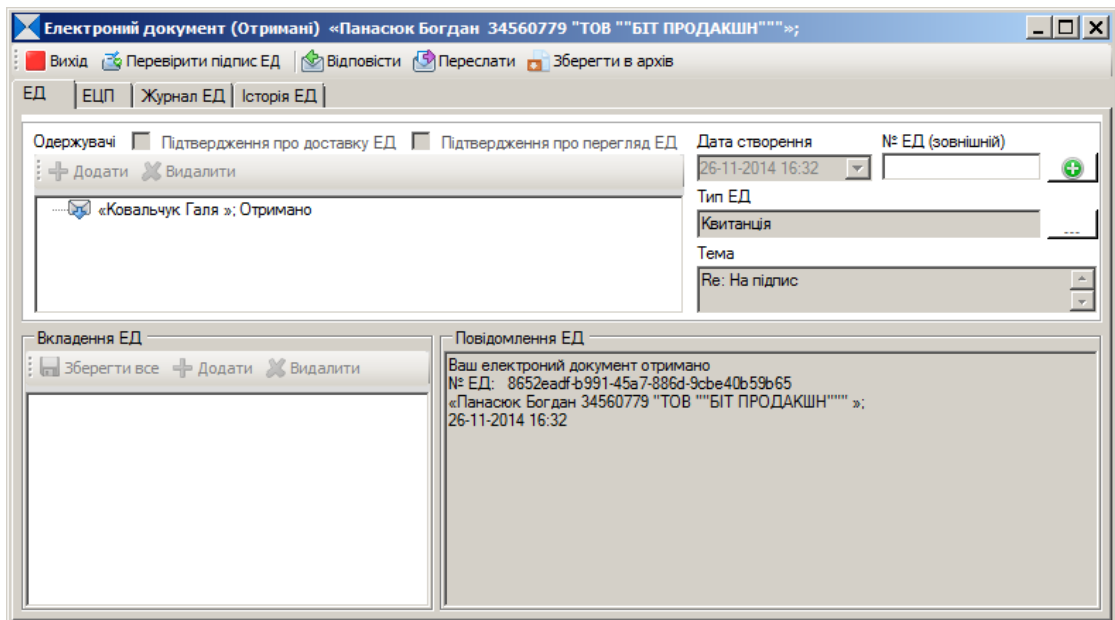 Електроний документ (Отримані) «Панасюк Богдан 34560779 "ТОВ ""БІТ ПРОДАКШН"""»;
Вихід Перевірити підпис ЕД Відповісти Переслати Зберегти в архів
ЕД ЕЦП Журнал ЕД Історія ЕД
Одержувачі Підтвердження про доставку ЕД Підтвердження про перегляд ЕД
Додати Видалити
«Ковальчук Галя »; Отримано
Дата створення № ЕД (зовнішній)
26-11-2014 16:32
Тип ЕД
Квитанція
...
Тема
Re: На підпис
Вкладення ЕД
Зберегти все Додати Видалити
Повідомлення ЕД
Ваш електроний документ отримано
№ ЕД: 8652eadf-b991-45a7-886d-9cbe40b59b65
«Панасюк Богдан 34560779 "ТОВ ""БІТ ПРОДАКШН""" »;
26-11-2014 16:32